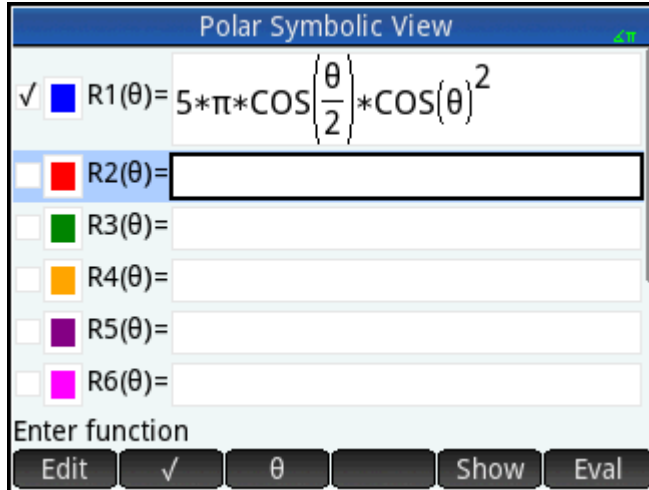 Polar Symbolic View
∡π
√ R1(θ)= 5*π*COS(θ/2)*COS(θ)²
R2(θ)=
R3(θ)=
R4(θ)=
R5(θ)=
R6(θ)=
Enter function
Edit √ θ Show Eval